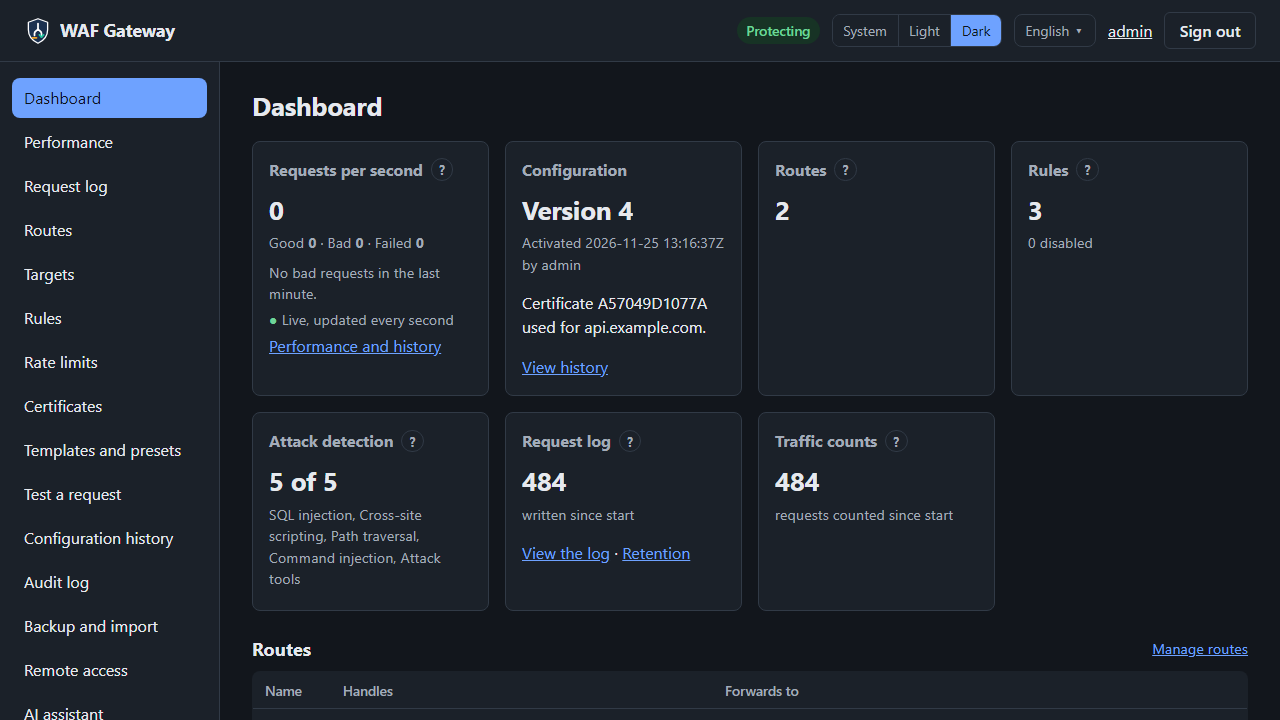 WAF Gateway
Protecting
System Light Dark
English ▾
admin
Sign out
Dashboard
Performance
Request log
Routes
Targets
Rules
Rate limits
Certificates
Templates and presets
Test a request
Configuration history
Audit log
Backup and import
Remote access
AI assistant
Dashboard
Requests per second ?
0
Good 0 · Bad 0 · Failed 0
No bad requests in the last
minute.
● Live, updated every second
Performance and history
Configuration
Version 4
Activated 2026-11-25 13:16:37Z
by admin
Certificate A57049D1077A
used for api.example.com.
View history
Routes ?
2
Rules ?
3
0 disabled
Attack detection ?
5 of 5
SQL injection, Cross-site
scripting, Path traversal,
Command injection, Attack
tools
Request log ?
484
written since start
View the log · Retention
Traffic counts ?
484
requests counted since start
Routes
Manage routes
Name Handles Forwards to